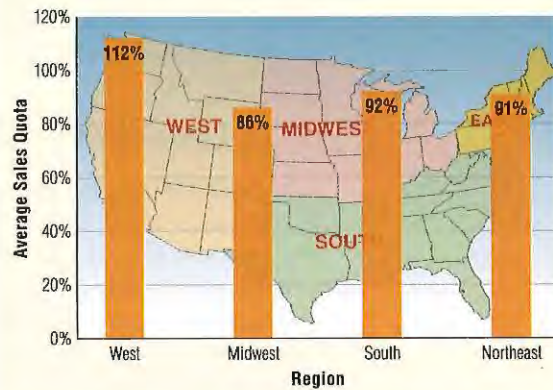 120%
100%
80%
60%
40%
20%
0%
Average Sales Quota
112%
86%
92%
91%
WEST
MIDWES
EA
SOUTH
West
Midwest
South
Northeast
Region